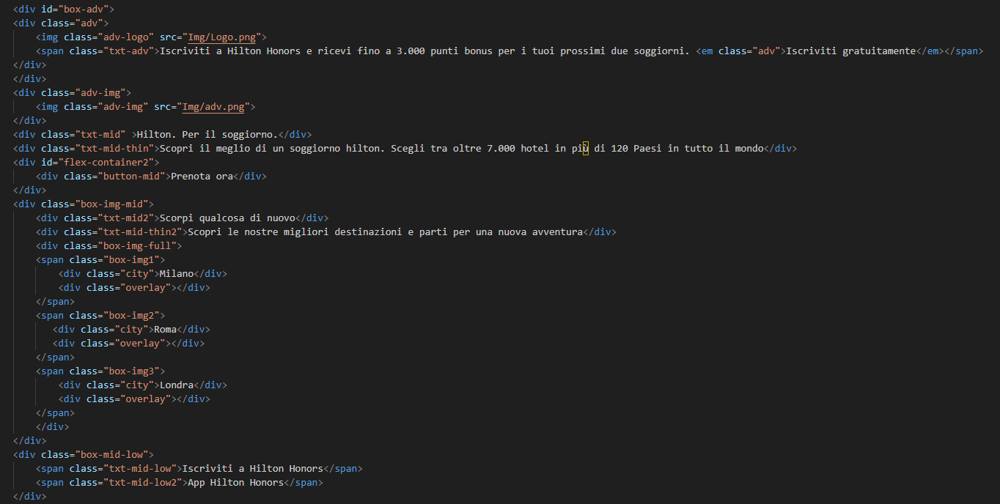 <div id="box-adv">
<div class="adv">
    <img class="adv-logo" src="Img/Logo.png">
    <span class="txt-adv">Iscriviti a Hilton Honors e ricevi fino a 3.000 punti bonus per i tuoi prossimi due soggiorni. <em class="adv">Iscriviti gratuitamente</em></span>
</div>
</div>
<div class="adv-img">
    <img class="adv-img" src="Img/adv.png">
</div>
<div class="txt-mid" >Hilton. Per il soggiorno.</div>
<div class="txt-mid-thin">Scopri il meglio di un soggiorno hilton. Scegli tra oltre 7.000 hotel in più di 120 Paesi in tutto il mondo</div>
<div id="flex-container2">
    <div class="button-mid">Prenota ora</div>
</div>
<div class="box-img-mid">
    <div class="txt-mid2">Scorpi qualcosa di nuovo</div>
    <div class="txt-mid-thin2">Scopri le nostre migliori destinazioni e parti per una nuova avventura</div>
    <div class="box-img-full">
    <span class="box-img1">
        <div class="city">Milano</div>
        <div class="overlay"></div>
    </span>
    <span class="box-img2">
       <div class="city">Roma</div>
       <div class="overlay"></div>
    </span>
    <span class="box-img3">
        <div class="city">Londra</div>
        <div class="overlay"></div>
    </span>
    </div>
</div>
<div class="box-mid-low">
    <span class="txt-mid-low">Iscriviti a Hilton Honors</span>
    <span class="txt-mid-low2">App Hilton Honors</span>
</div>